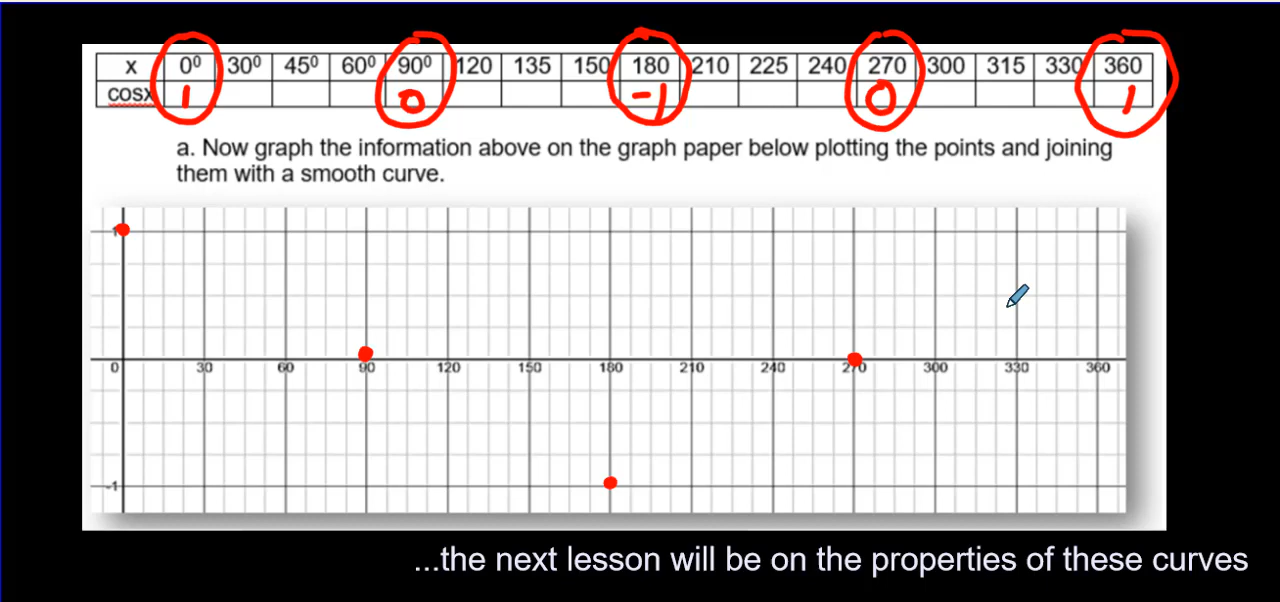 x 0⁰ 30⁰ 45⁰ 60⁰ 90⁰ 120 135 150 180 210 225 240 270 300 315 330 360
cosx 1 0 -1 0 1
a. Now graph the information above on the graph paper below plotting the points and joining
them with a smooth curve.
1
0 30 60 90 120 150 180 210 240 270 300 330 360
-1
...the next lesson will be on the properties of these curves